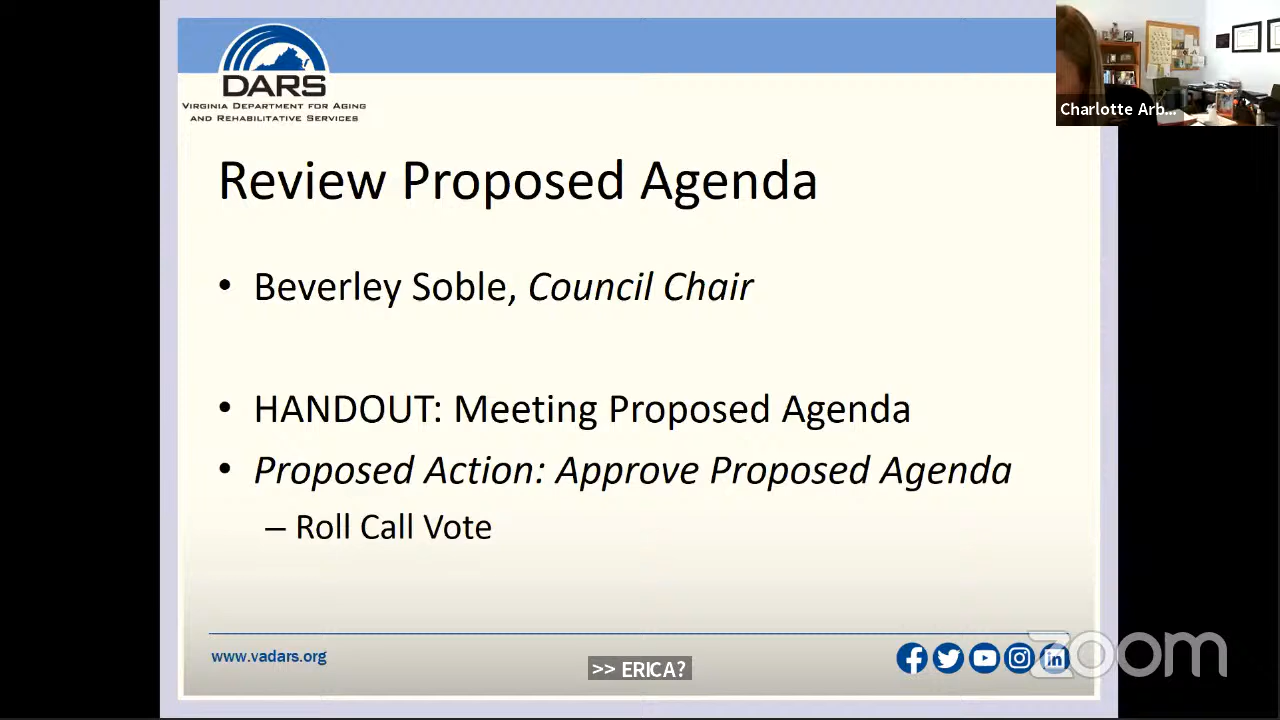 DARS
VIRGINIA DEPARTMENT FOR AGING
AND REHABILITATIVE SERVICES
Charlotte Arb...
Review Proposed Agenda
• Beverley Soble, Council Chair
• HANDOUT: Meeting Proposed Agenda
• Proposed Action: Approve Proposed Agenda
– Roll Call Vote
www.vadars.org
>> ERICA?
zoom